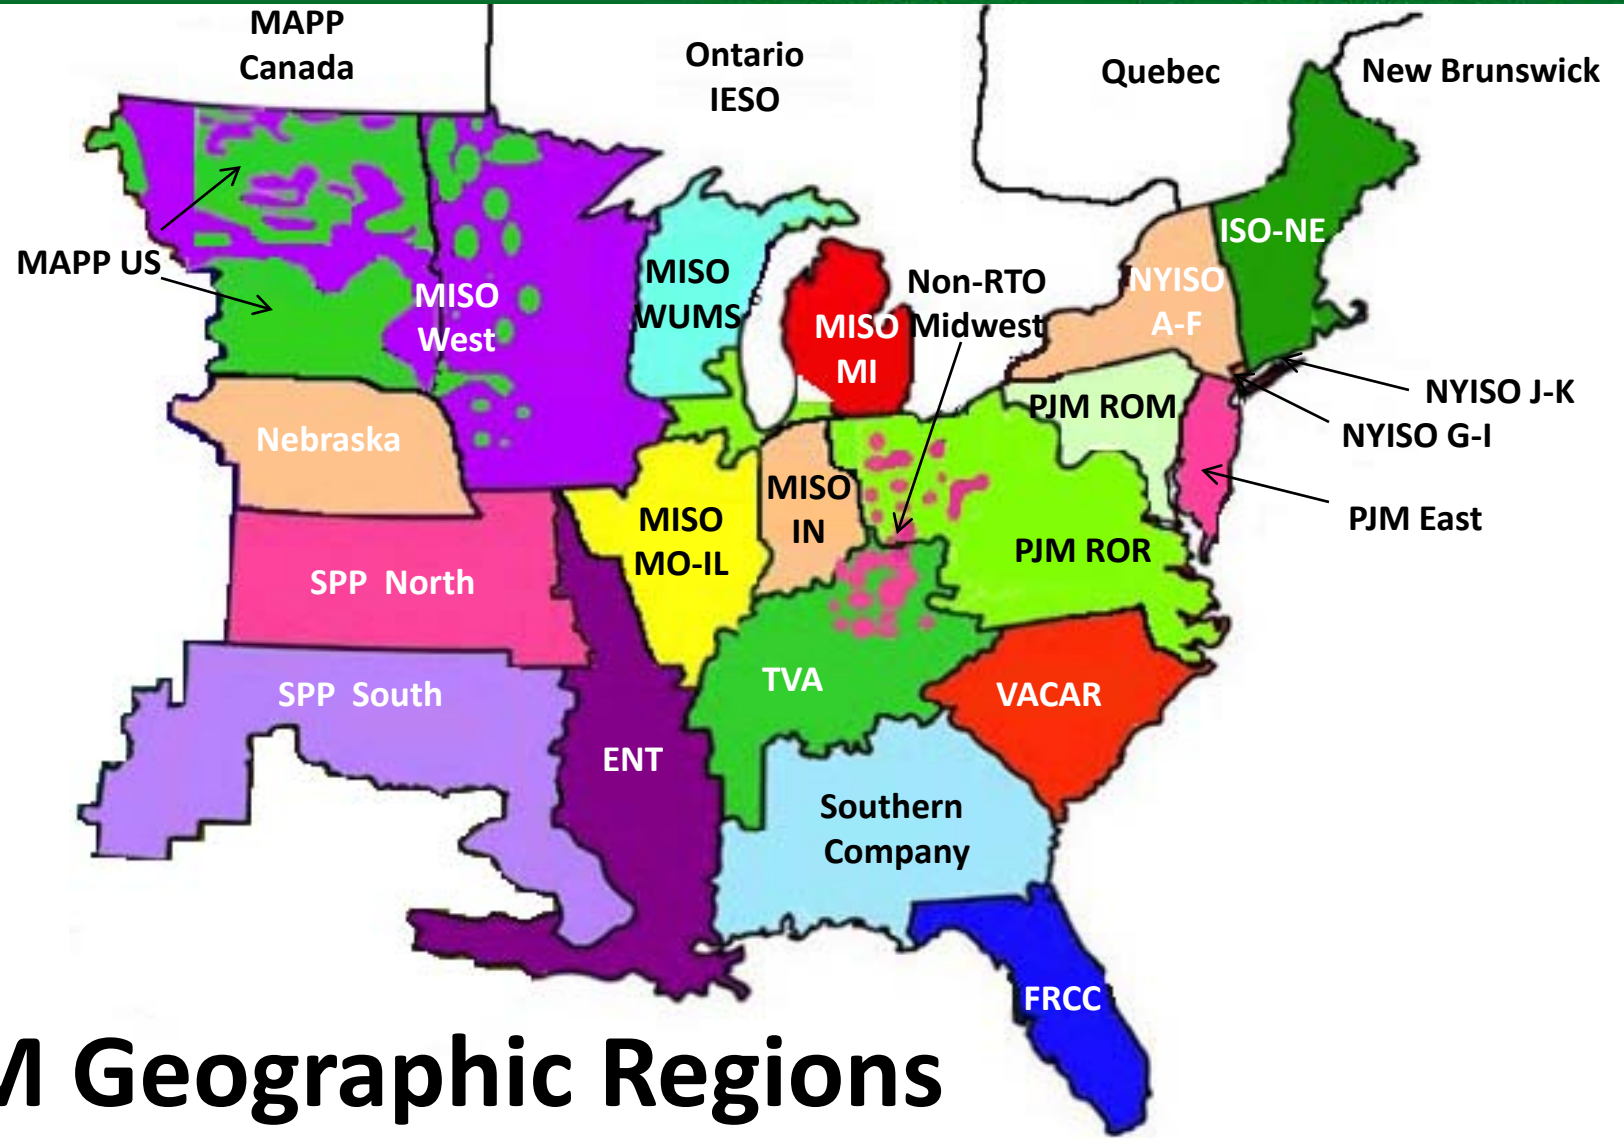 MAPP
Canada
Ontario
IESO
Quebec
New Brunswick
MAPP US
MISO
West
MISO
WUMS
MISO
MI
Non-RTO
Midwest
NYISO
A-F
ISO-NE
NYISO J-K
NYISO G-I
PJM ROM
PJM East
Nebraska
MISO
MO-IL
MISO
IN
PJM ROR
SPP North
SPP South
ENT
TVA
VACAR
Southern
Company
FRCC
M Geographic Regions